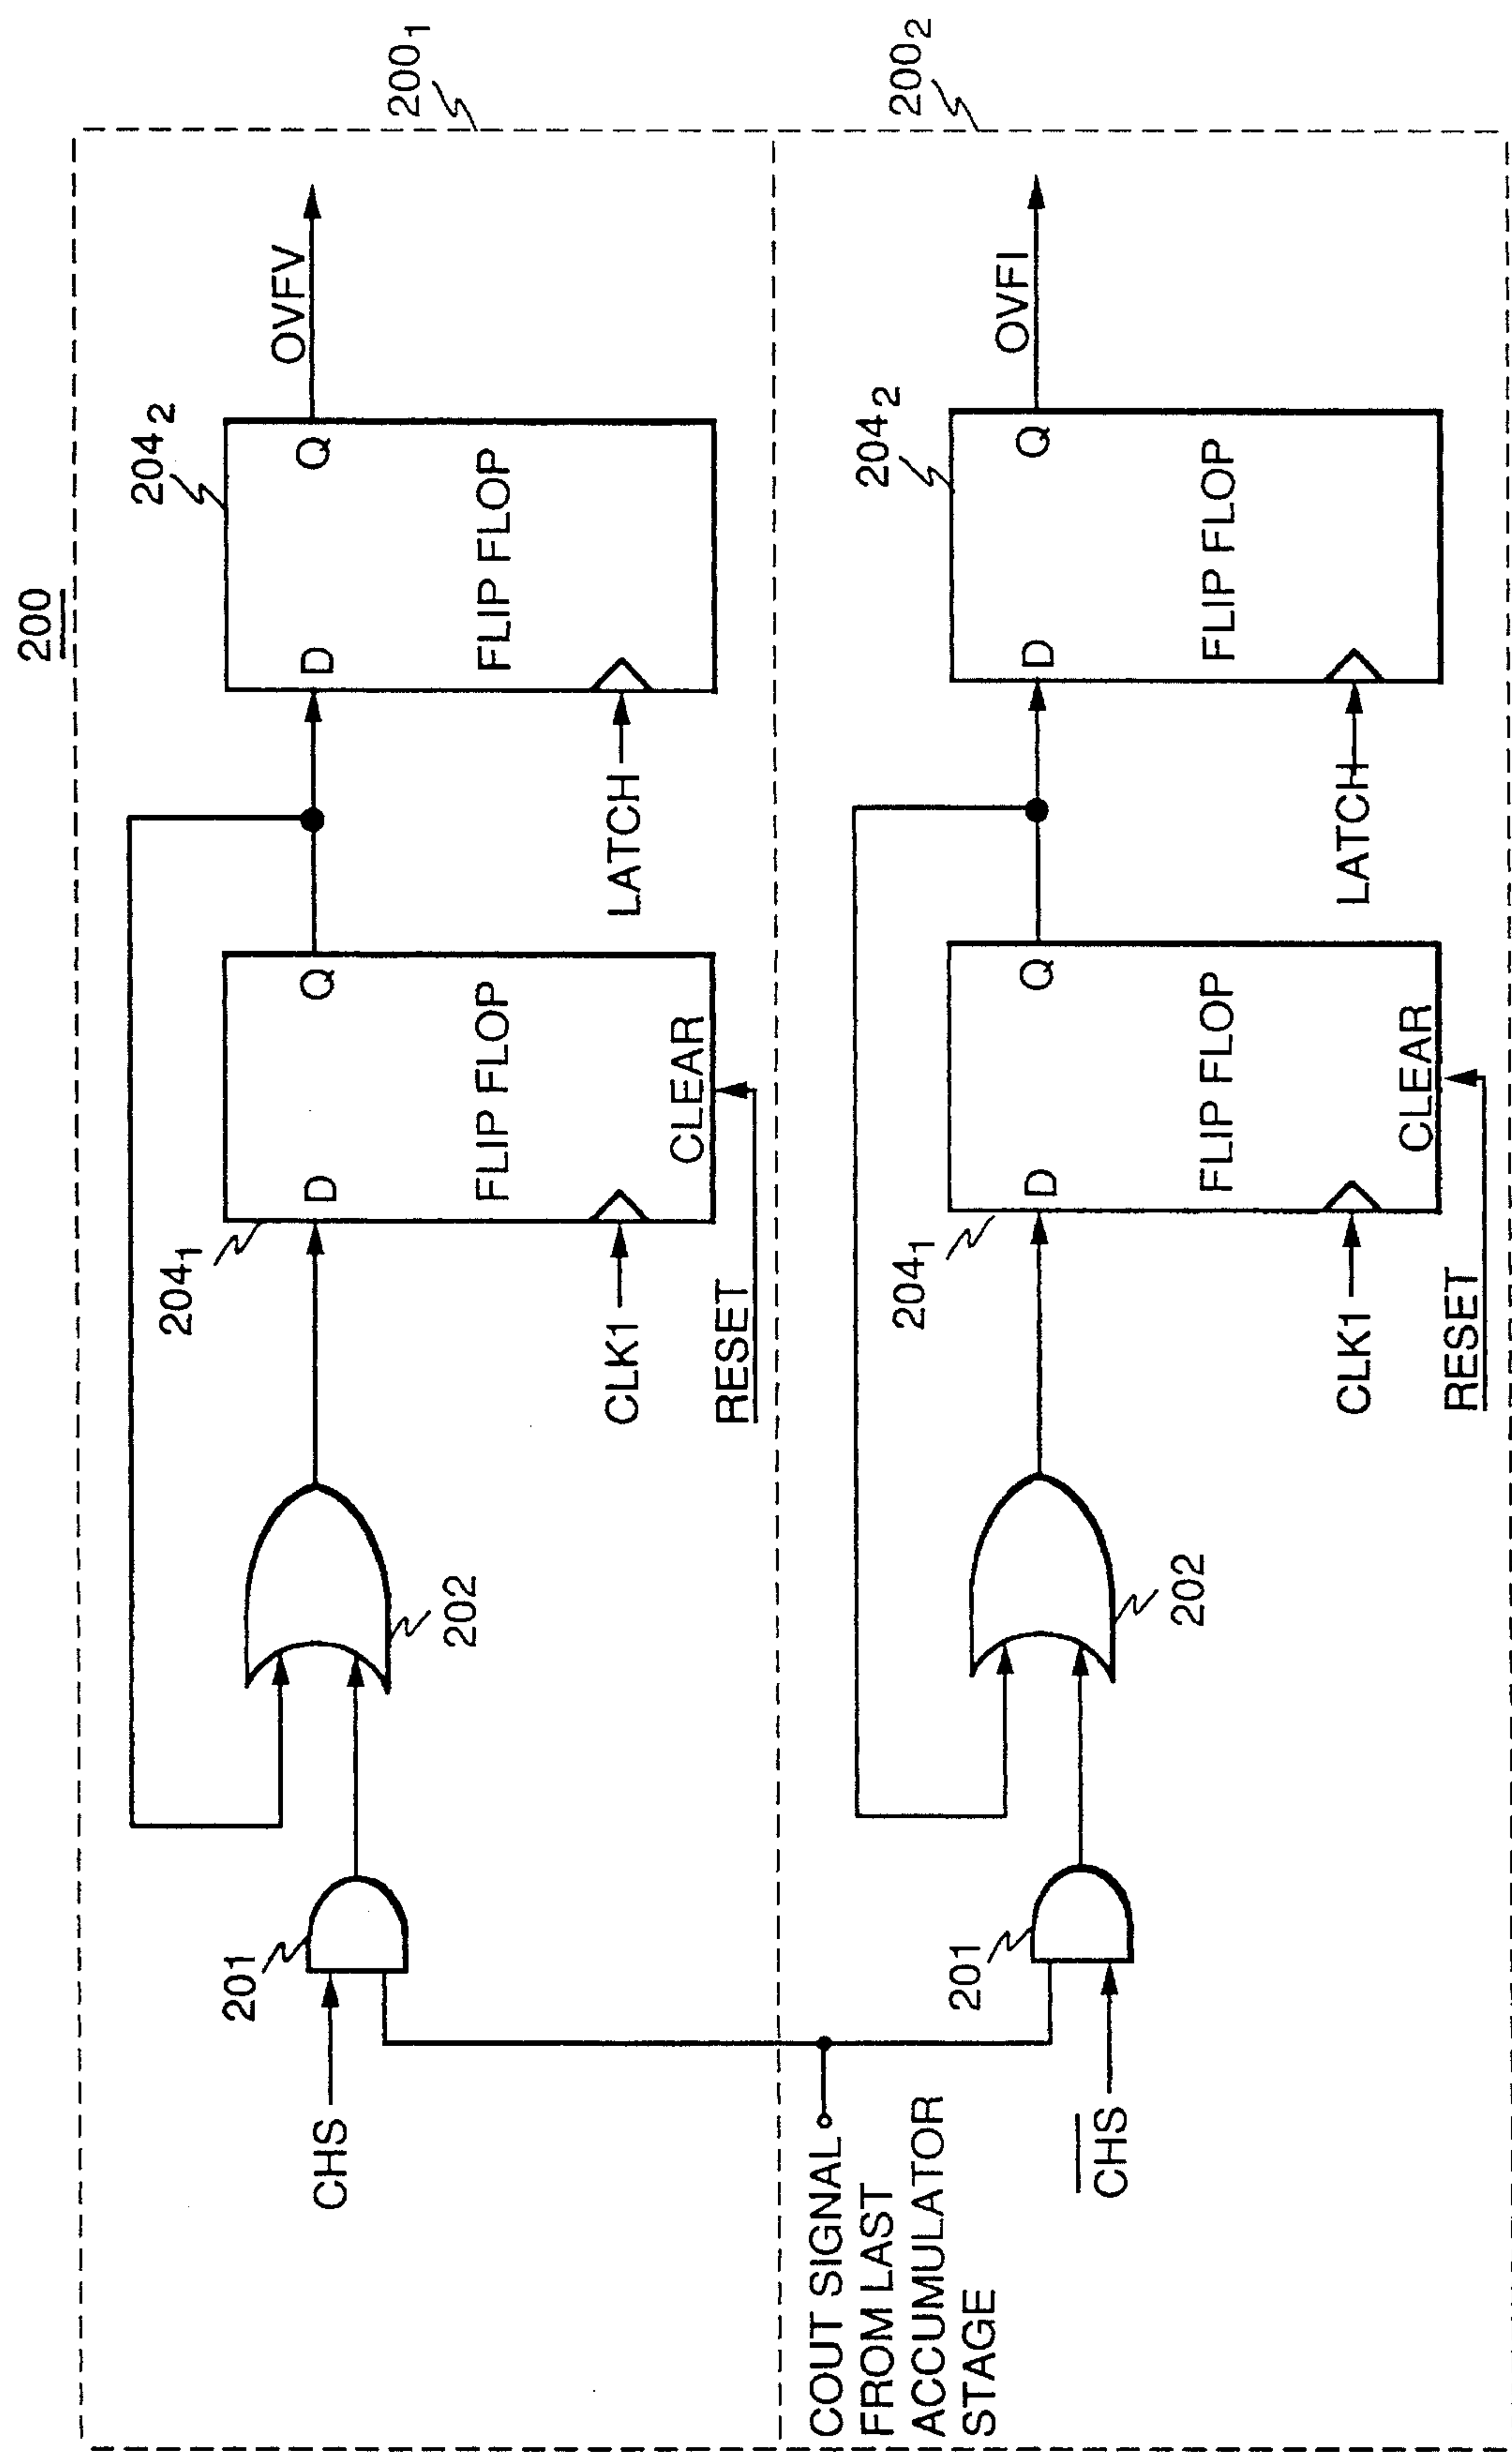 200
200₁
CHS
201
202
204₁
D
Q
FLIP FLOP
CLK1
CLEAR
RESET
204₂
D
Q
FLIP FLOP
LATCH
OVFV
COUT SIGNAL
FROM LAST
ACCUMULATOR
STAGE
200₂
C̅H̅S̅
201
202
204₁
D
Q
FLIP FLOP
CLK1
CLEAR
RESET
204₂
D
Q
FLIP FLOP
LATCH
OVFI